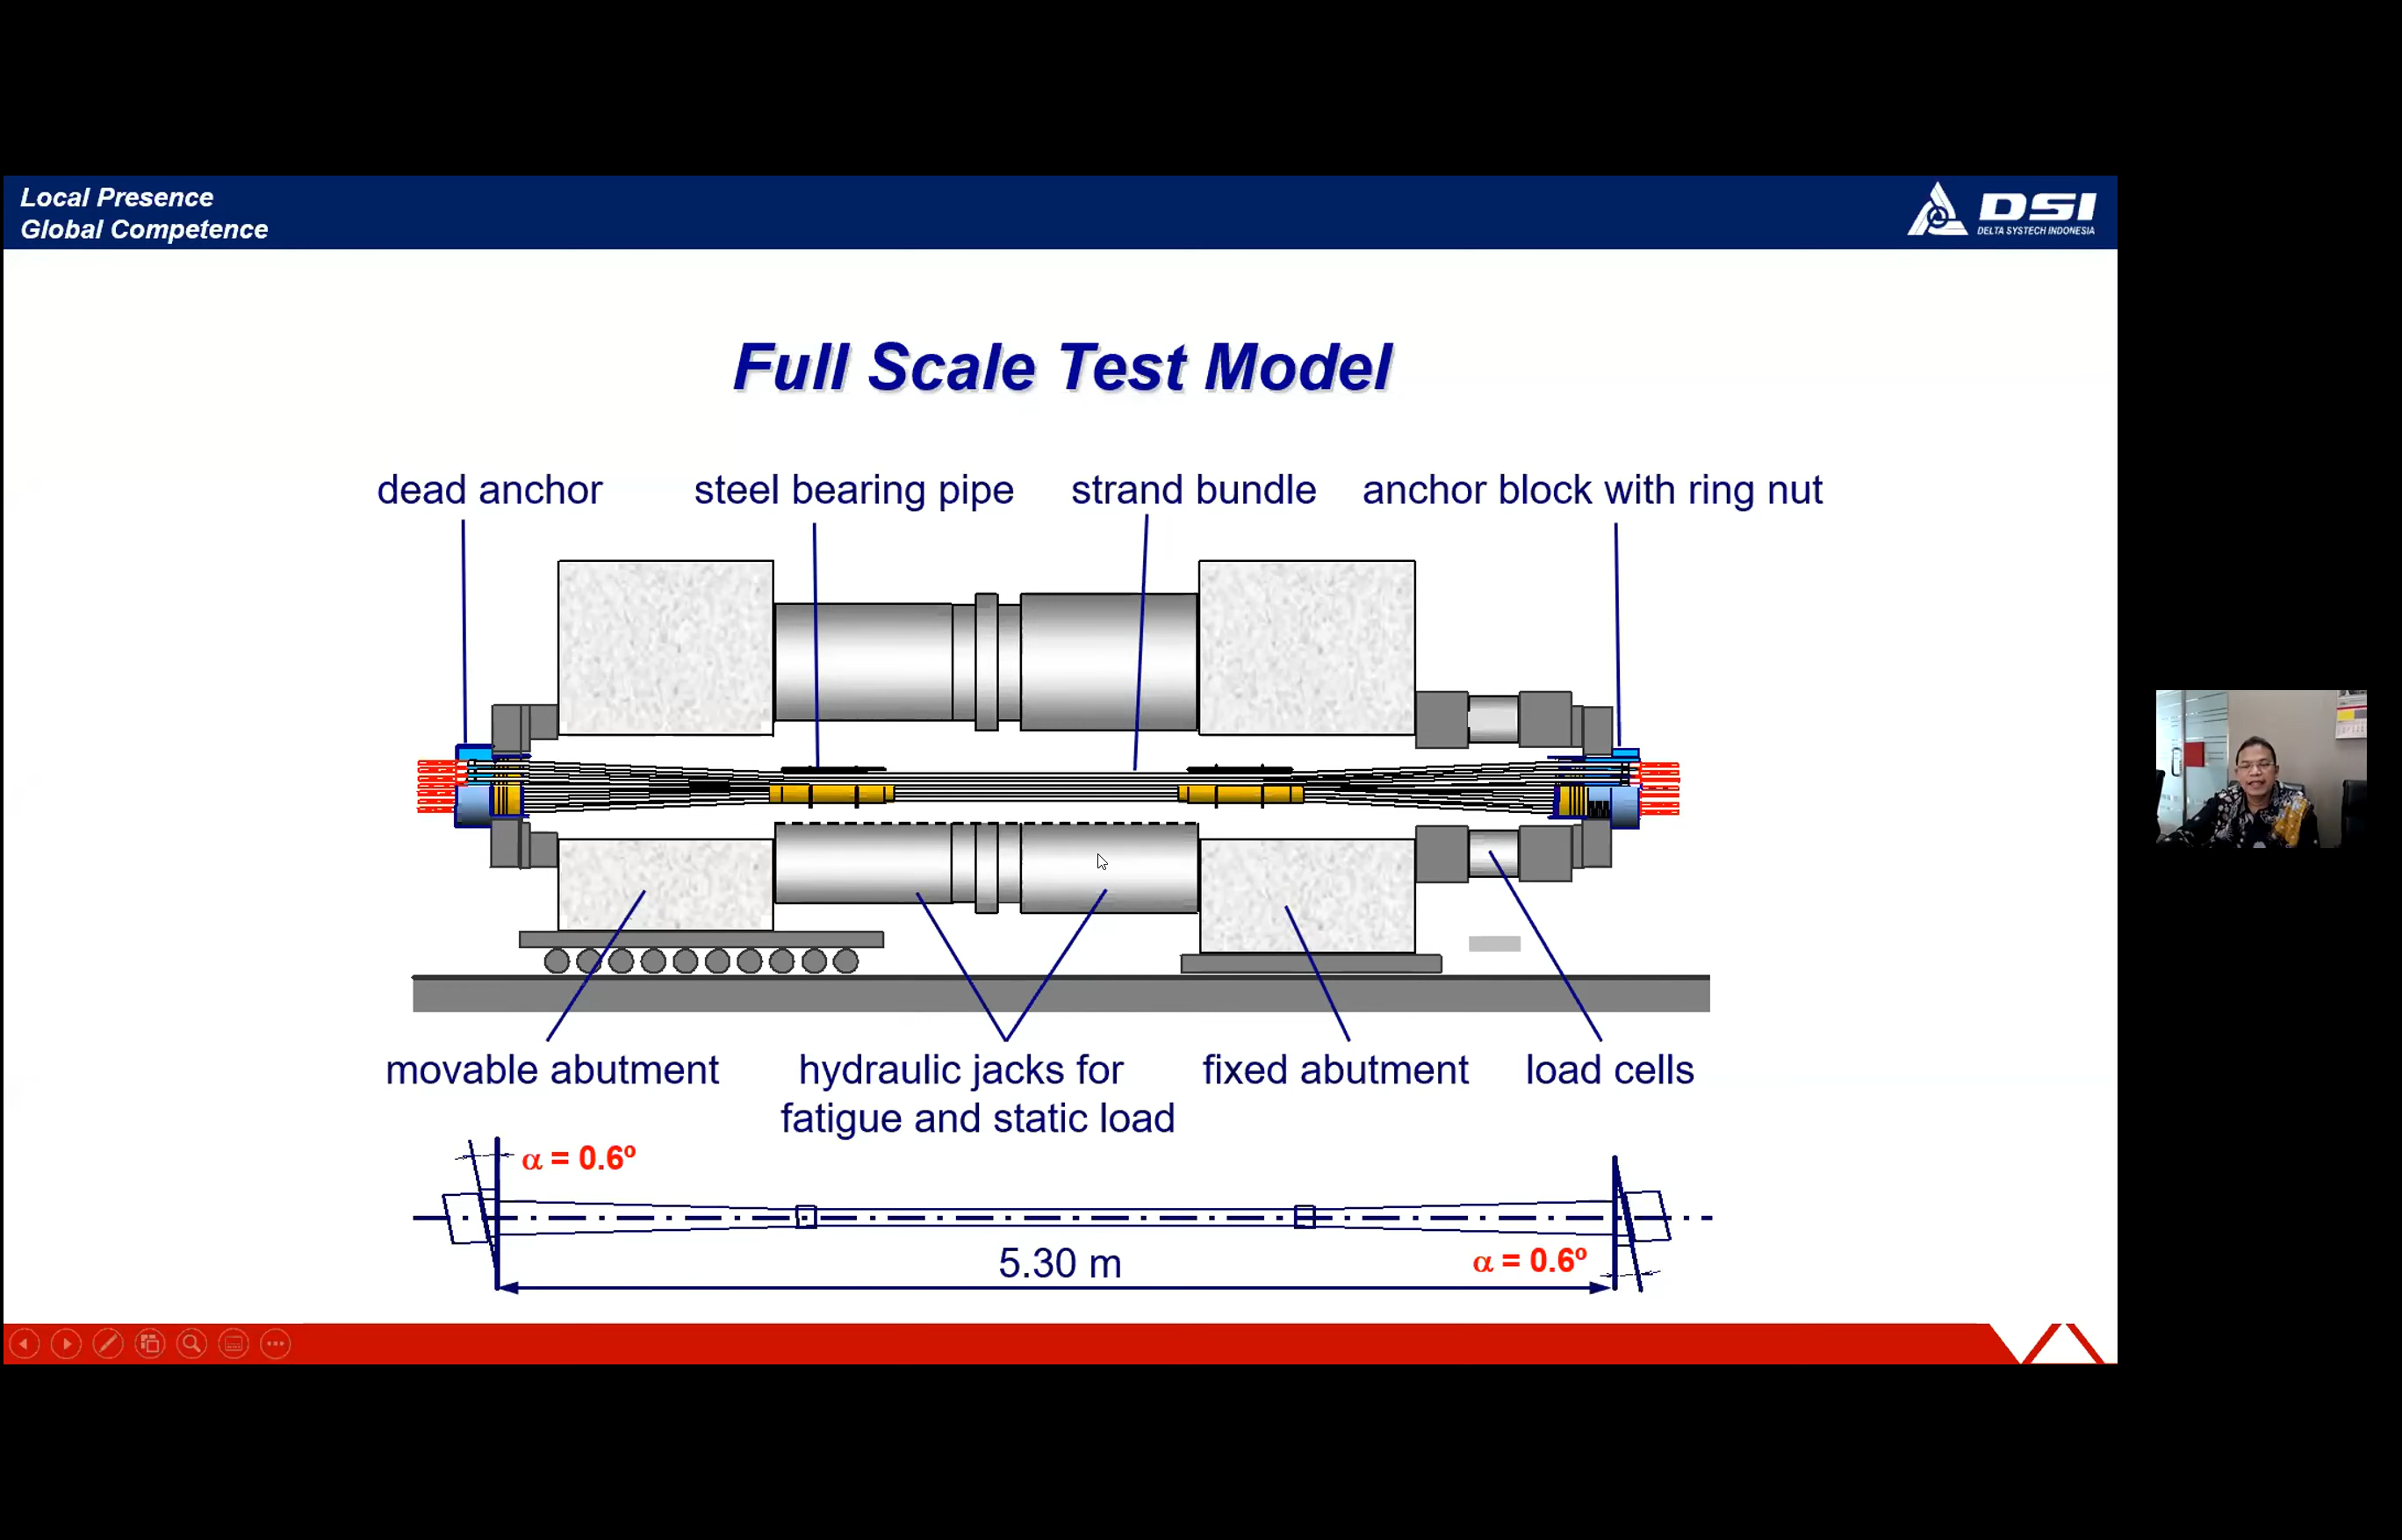 Local Presence
Global Competence
DSI
DELTA SYSTECH INDONESIA
Full Scale Test Model
dead anchor
steel bearing pipe
strand bundle
anchor block with ring nut
movable abutment
hydraulic jacks for
fatigue and static load
fixed abutment
load cells
α = 0.6º
5.30 m
α = 0.6º